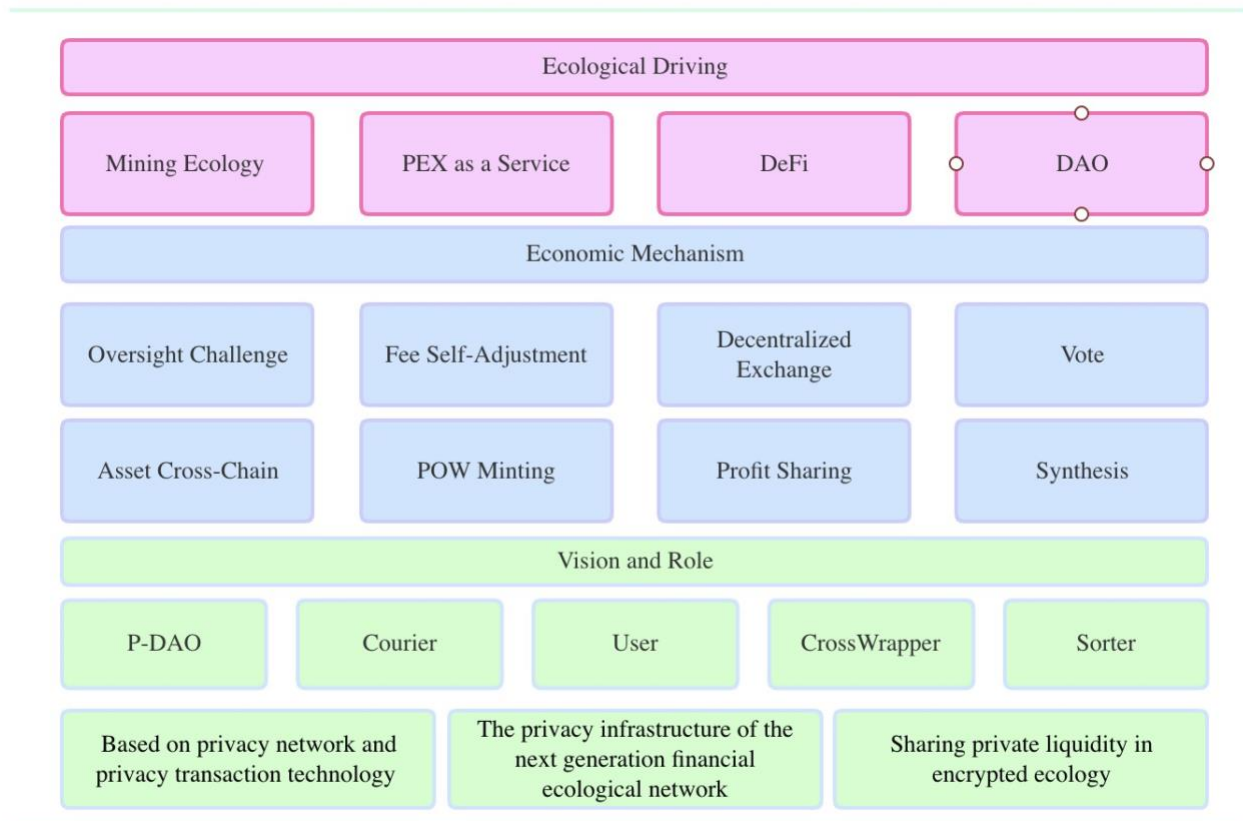 Ecological Driving
Mining Ecology
PEX as a Service
DeFi
DAO
Economic Mechanism
Oversight Challenge
Fee Self-Adjustment
Decentralized
Exchange
Vote
Asset Cross-Chain
POW Minting
Profit Sharing
Synthesis
Vision and Role
P-DAO
Courier
User
CrossWrapper
Sorter
Based on privacy network and
privacy transaction technology
The privacy infrastructure of the
next generation financial
ecological network
Sharing private liquidity in
encrypted ecology